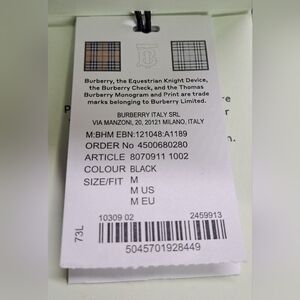 Burberry, the Equestrian Knight Device,
the Burberry Check, and the Thomas
Burberry Monogram and Print are trade
marks belonging to Burberry Limited.
BURBERRY ITALY SRL
VIA MANZONI, 20, 20121 MILANO, ITALY
M:BHM EBN:121048:A1189
ORDER No 4500680280
ARTICLE 8070911 1002
COLOUR BLACK
SIZE/FIT M
M US
M EU
10309 02 2459913
73L
5045701928449